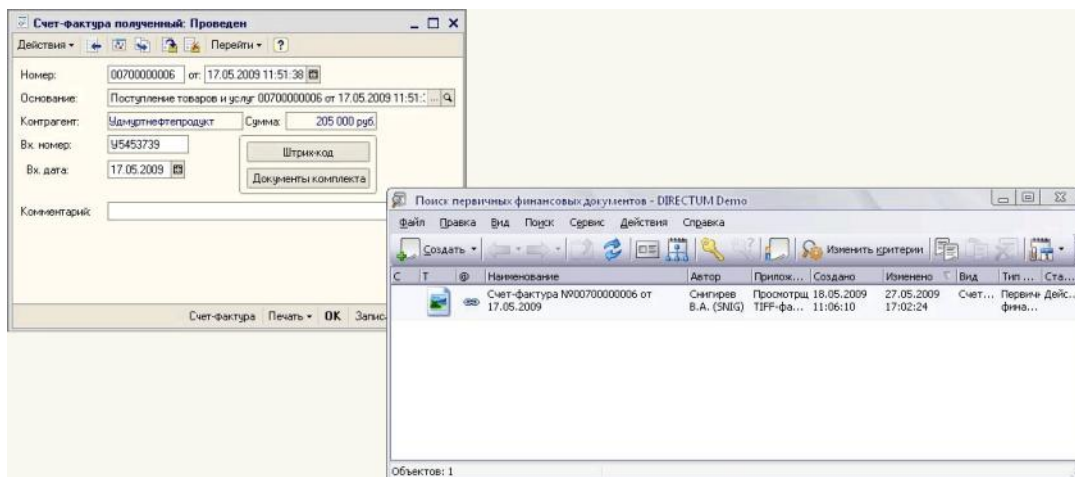 Счет-фактура полученный: Проведен
Действия Перейти ?
Номер: 00700000006 от: 17.05.2009 11:51:38
Основание: Поступление товаров и услуг 00700000006 от 17.05.2009 11:51: ...
Контрагент: Удмуртнефтепродукт Сумма: 205 000 руб.
Вх. номер: У5453739
Штрих-код
Вх. дата: 17.05.2009
Документы комплекта
Комментарий:
Счет-фактура Печать OK Запис
Поиск первичных финансовых документов - DIRECTUM Demo
Файл Правка Вид Поиск Сервис Действия Справка
Создать Изменить критерии
С Т @ Наименование Автор Прилож... Создано Изменено Вид Тип ... Ста...
Счет-фактура №00700000006 от Снигирев Просмотрщ 18.05.2009 27.05.2009 Счет... Первичн Дейс...
17.05.2009 В.А. (SNIG) TIFF-фа... 11:06:10 17:02:24 фина...
Объектов: 1